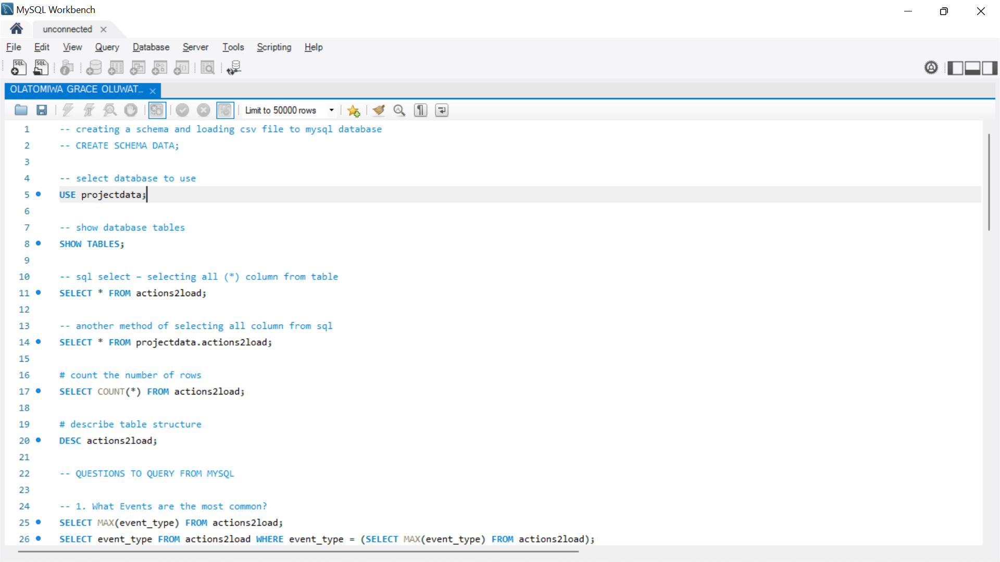 MySQL Workbench
unconnected
File Edit View Query Database Server Tools Scripting Help
SQL SQL
OLATOMIWA GRACE OLUWAT...
Limit to 50000 rows
1 -- creating a schema and loading csv file to mysql database
2 -- CREATE SCHEMA DATA;
3
4 -- select database to use
5 USE projectdata;
6
7 -- show database tables
8 SHOW TABLES;
9
10 -- sql select – selecting all (*) column from table
11 SELECT * FROM actions2load;
12
13 -- another method of selecting all column from sql
14 SELECT * FROM projectdata.actions2load;
15
16 # count the number of rows
17 SELECT COUNT(*) FROM actions2load;
18
19 # describe table structure
20 DESC actions2load;
21
22 -- QUESTIONS TO QUERY FROM MYSQL
23
24 -- 1. What Events are the most common?
25 SELECT MAX(event_type) FROM actions2load;
26 SELECT event_type FROM actions2load WHERE event_type = (SELECT MAX(event_type) FROM actions2load);